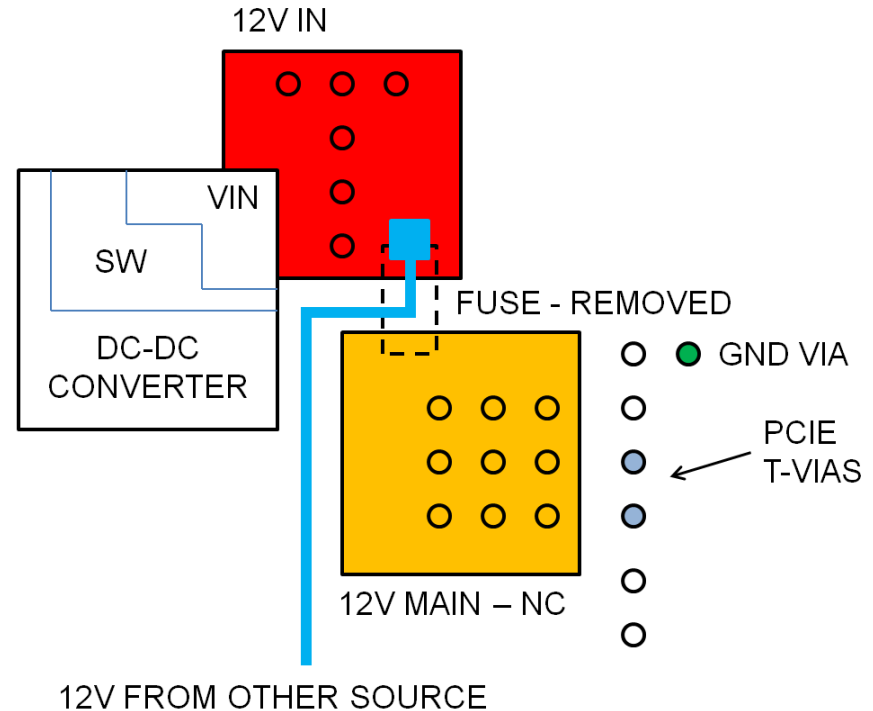 12V IN
VIN
SW
DC-DC
CONVERTER
FUSE - REMOVED
GND VIA
PCIE
T-VIAS
12V MAIN – NC
12V FROM OTHER SOURCE